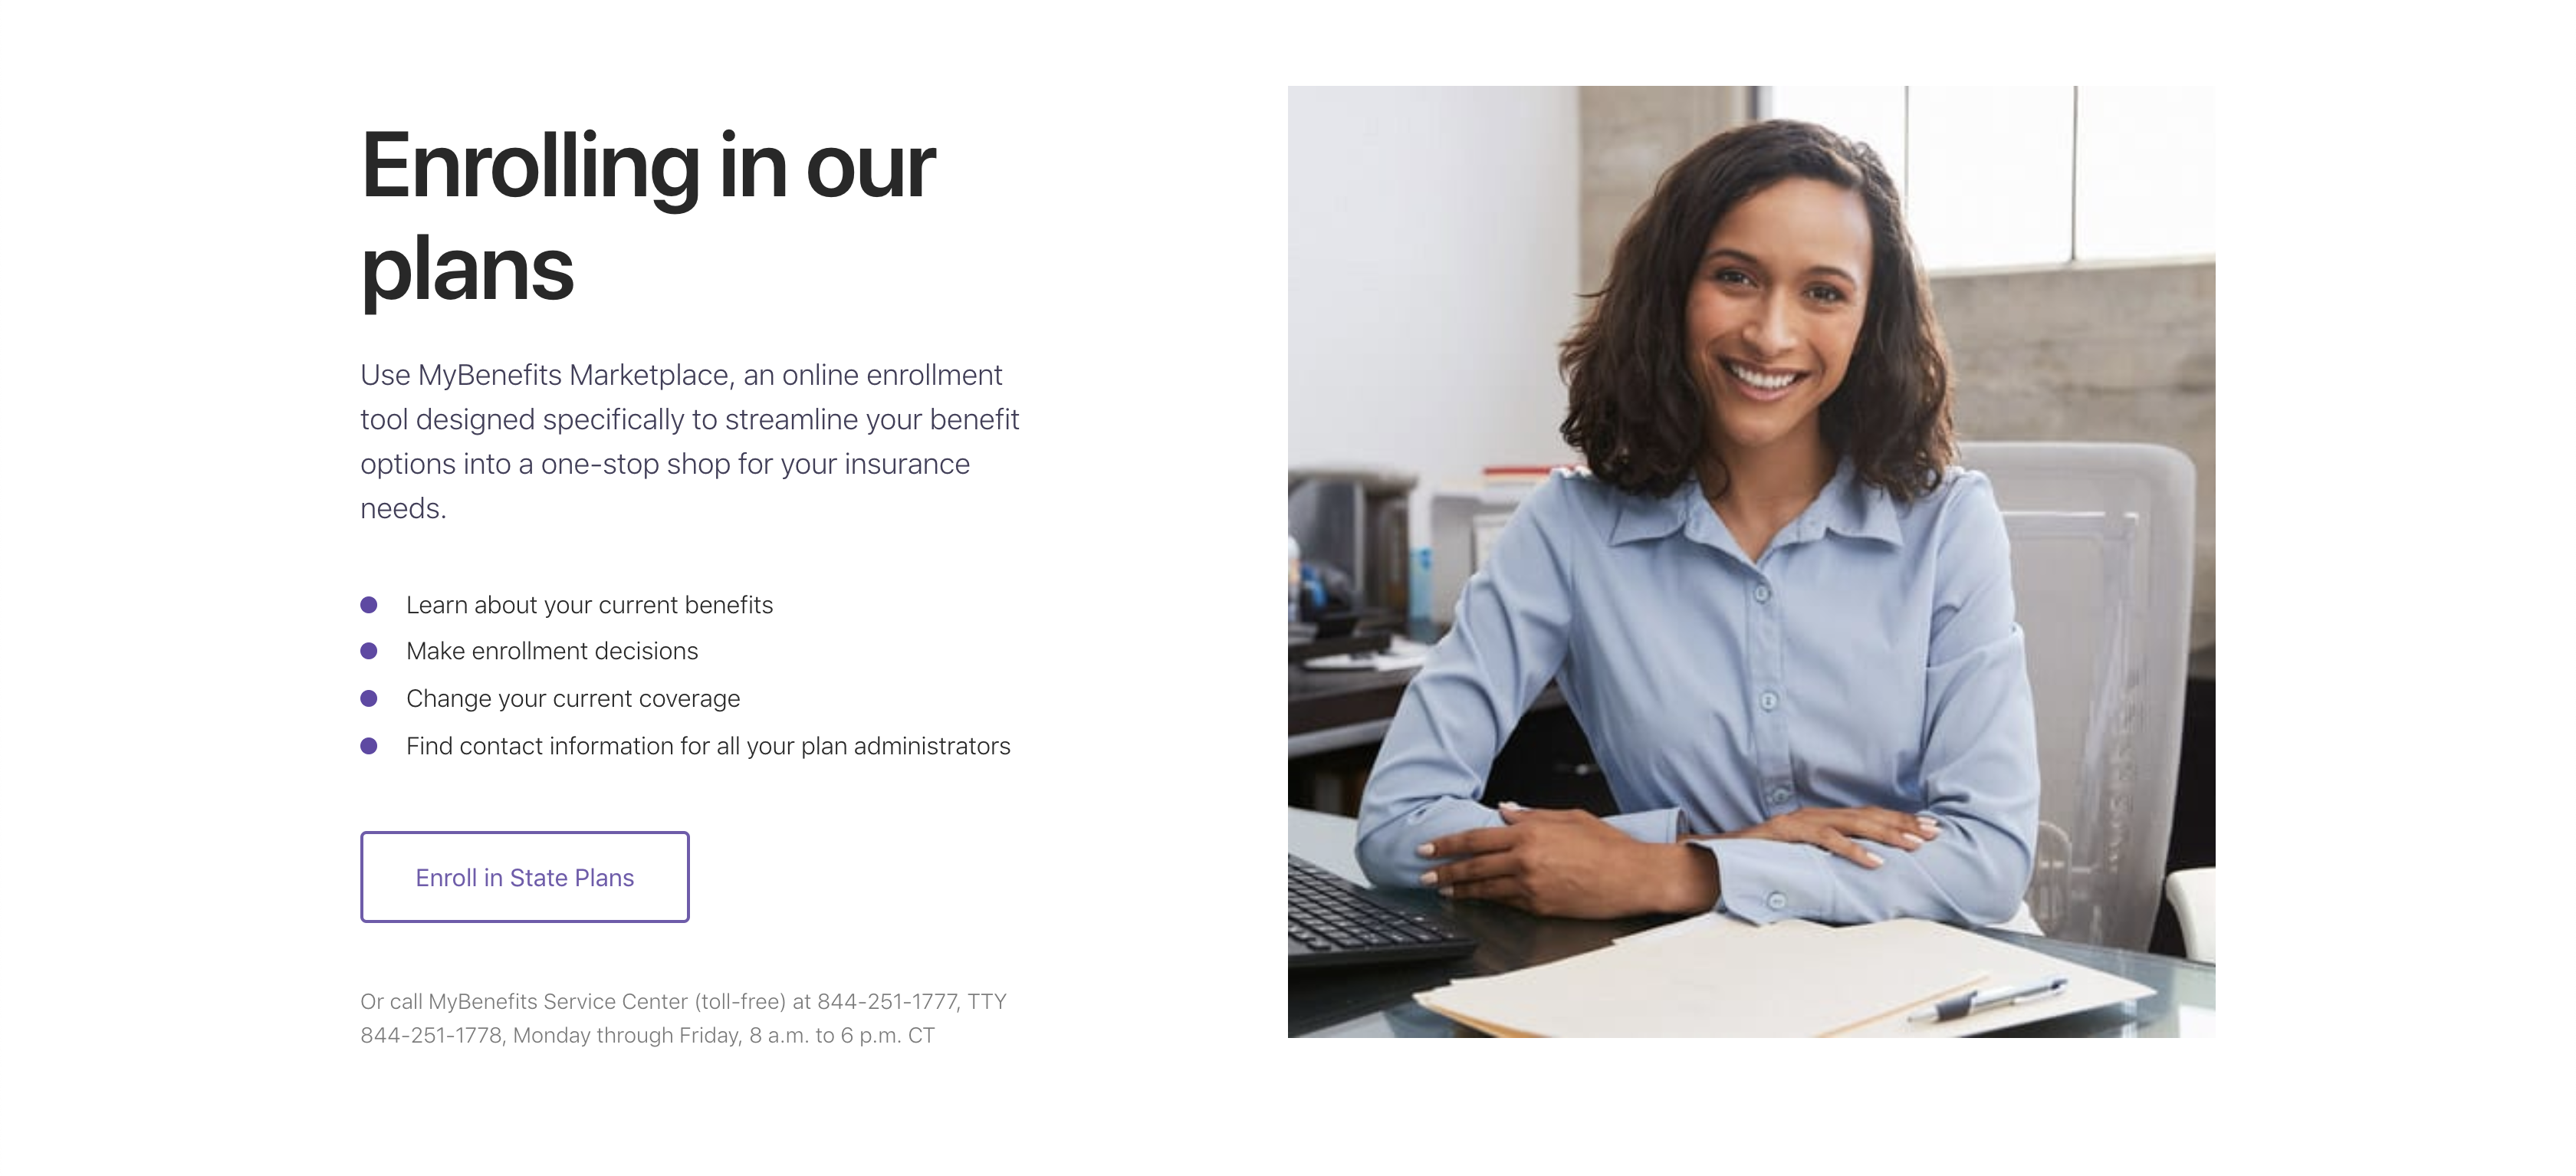 Enrolling in our
plans
Use MyBenefits Marketplace, an online enrollment
tool designed specifically to streamline your benefit
options into a one-stop shop for your insurance
needs.
Learn about your current benefits
Make enrollment decisions
Change your current coverage
Find contact information for all your plan administrators
Enroll in State Plans
Or call MyBenefits Service Center (toll-free) at 844-251-1777, TTY
844-251-1778, Monday through Friday, 8 a.m. to 6 p.m. CT